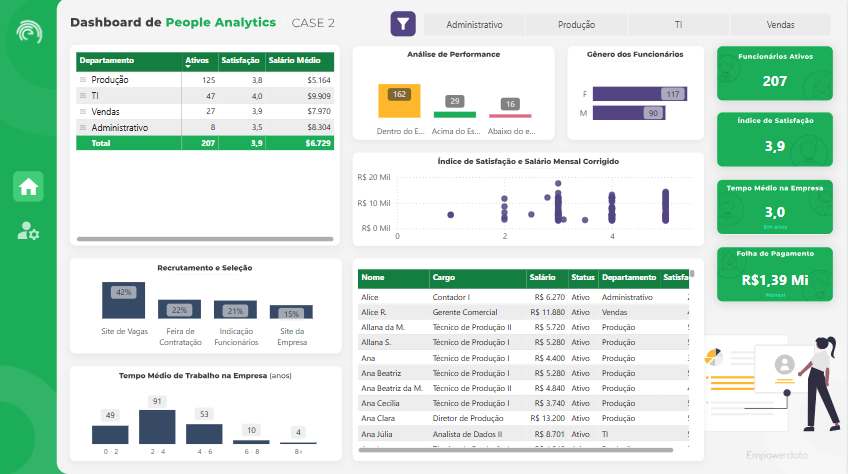 Dashboard de People Analytics CASE 2
Administrativo Produção TI Vendas
Departamento Ativos Satisfação Salário Médio
Produção 125 3,8 $5.164
TI 47 4,0 $9.909
Vendas 27 3,9 $7.970
Administrativo 8 3,5 $8.304
Total 207 3,9 $6.729
Análise de Performance
162 29 16
Dentro do E... Acima do Es... Abaixo do e...
Gênero dos Funcionários
F 117
M 90
Funcionários Ativos
207
Índice de Satisfação
3,9
Tempo Médio na Empresa
3,0
Em anos
Folha de Pagamento
R$1,39 Mi
Mensal
Índice de Satisfação e Salário Mensal Corrigido
R$ 20 Mil
R$ 10 Mil
R$ 0 Mil
0 2 4
Recrutamento e Seleção
42% 22% 21% 15%
Site de Vagas Feira de Contratação Indicação Funcionários Site da Empresa
Tempo Médio de Trabalho na Empresa (anos)
49 91 53 10 4
0 - 2 2 - 4 4 - 6 6 - 8 8+
Nome Cargo Salário Status Departamento Satisfa
Alice Contador I R$ 6.270 Ativo Administrativo
Alice R. Gerente Comercial R$ 11.880 Ativo Vendas
Allana da M. Técnico de Produção II R$ 5.720 Ativo Produção
Allana S. Técnico de Produção I R$ 5.280 Ativo Produção
Ana Técnico de Produção I R$ 4.400 Ativo Produção
Ana Beatriz Técnico de Produção I R$ 5.280 Ativo Produção
Ana Beatriz da M. Técnico de Produção II R$ 4.840 Ativo Produção
Ana Cecília Técnico de Produção I R$ 3.740 Ativo Produção
Ana Clara Diretor de Produção R$ 13.200 Ativo Produção
Ana Júlia Analista de Dados II R$ 8.701 Ativo TI
Empowerdata